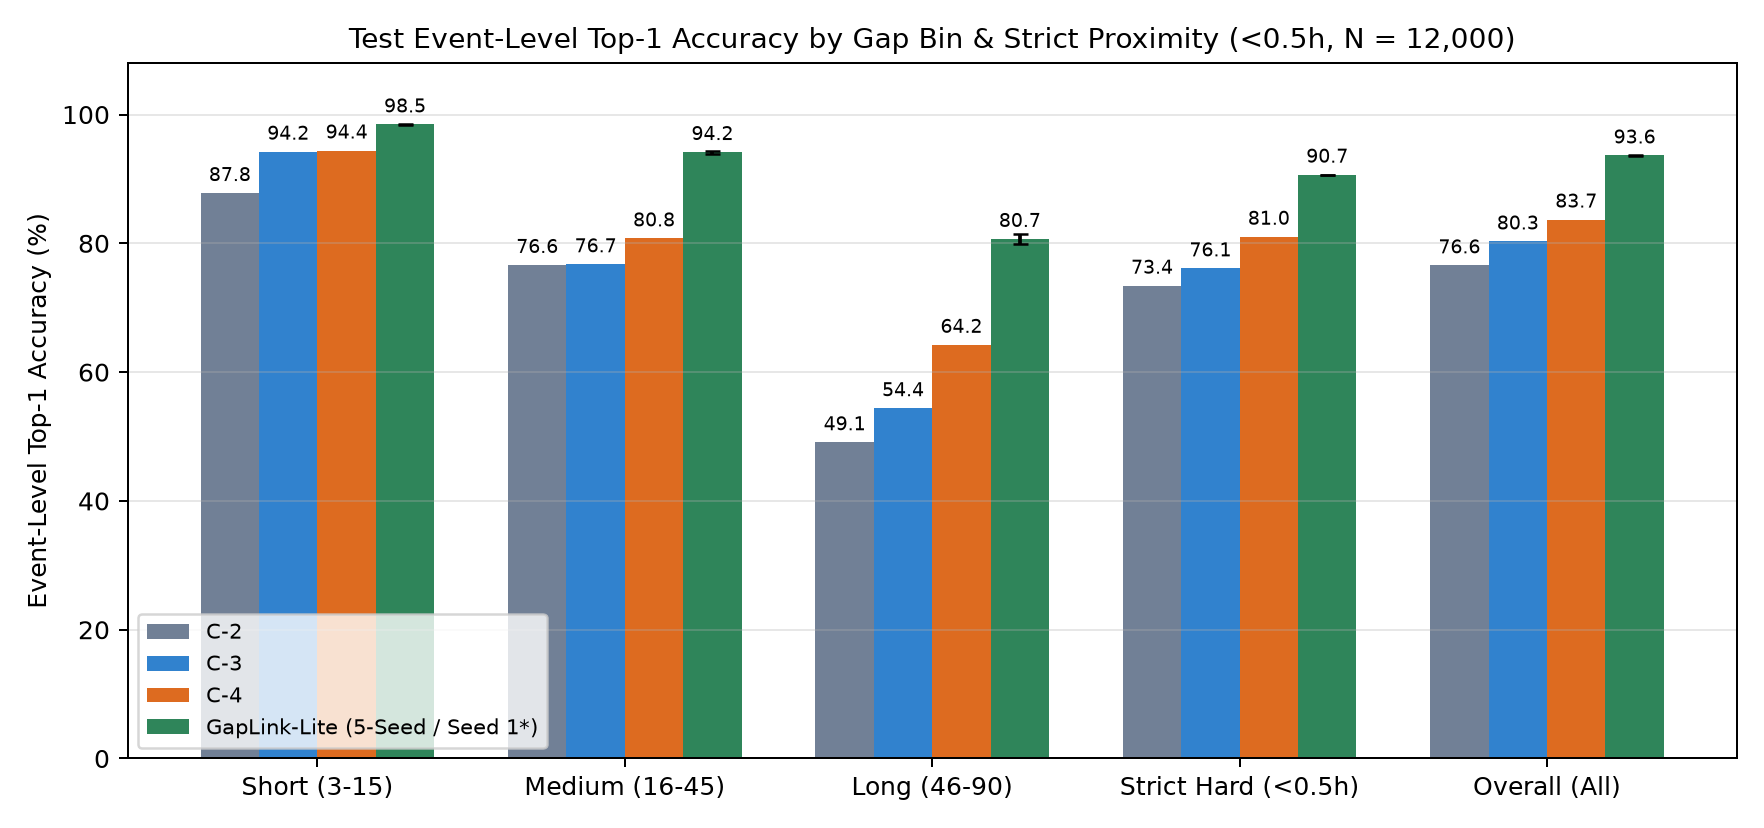 Test Event-Level Top-1 Accuracy by Gap Bin & Strict Proximity (<0.5h, N = 12,000)
Event-Level Top-1 Accuracy (%)
100
80
60
40
20
0
87.8 94.2 94.4 98.5
76.6 76.7 80.8 94.2
49.1 54.4 64.2 80.7
73.4 76.1 81.0 90.7
76.6 80.3 83.7 93.6
C-2
C-3
C-4
GapLink-Lite (5-Seed / Seed 1*)
Short (3-15) Medium (16-45) Long (46-90) Strict Hard (<0.5h) Overall (All)